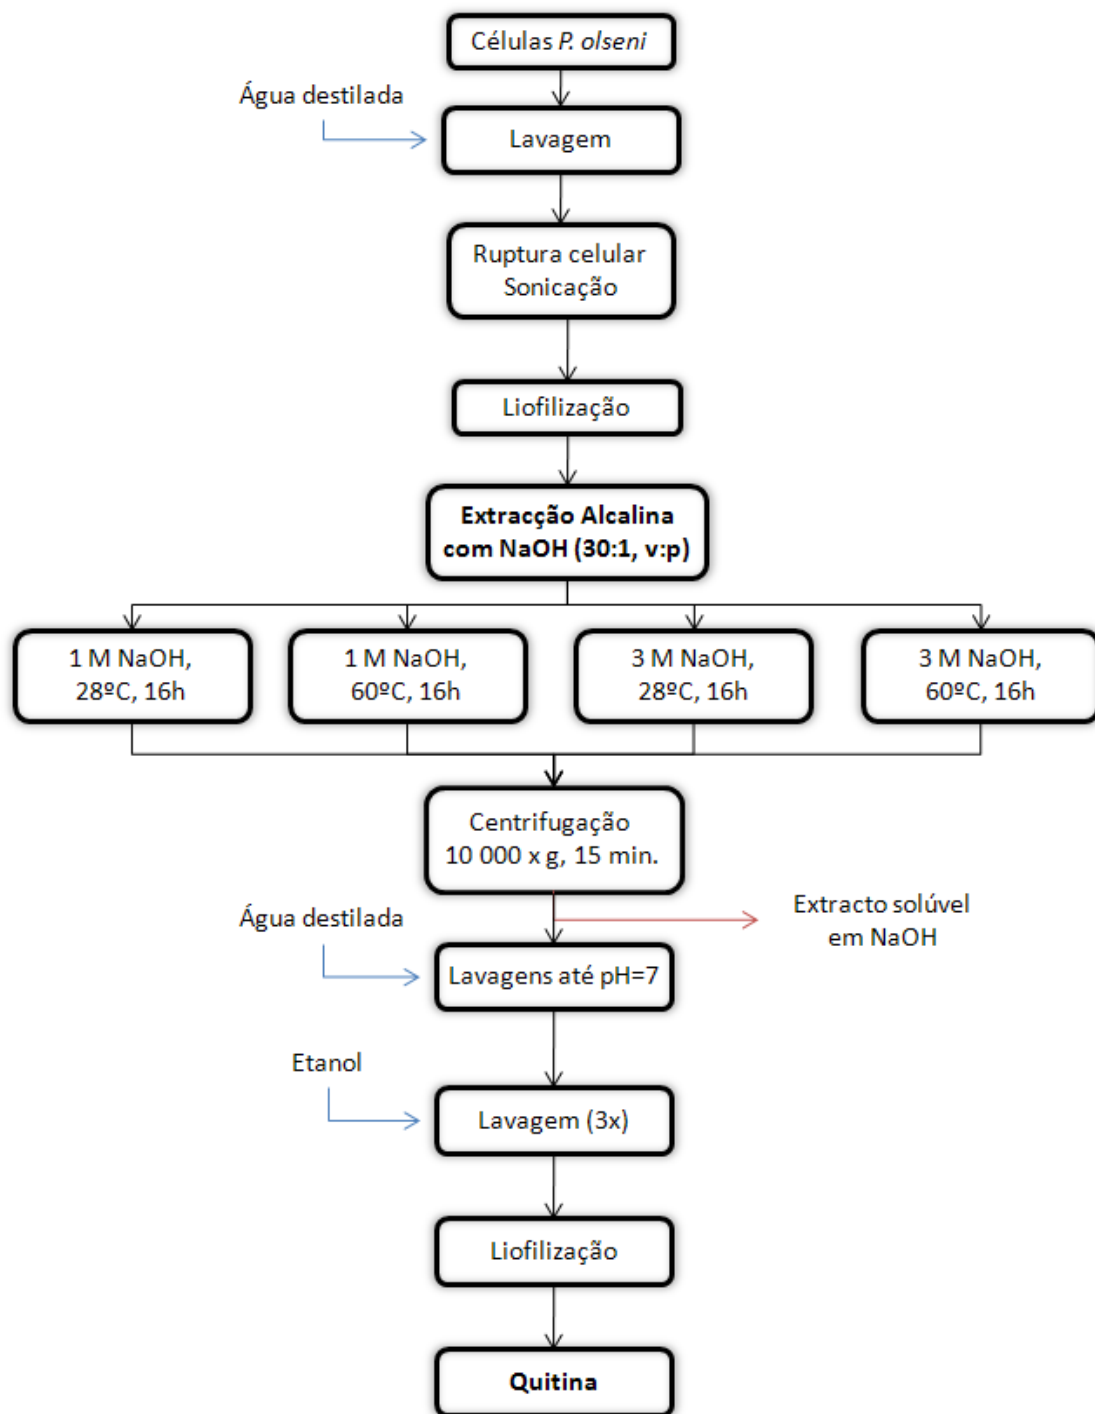 Células P. olseni
Água destilada
Lavagem
Ruptura celular
Sonicação
Liofilização
Extracção Alcalina
com NaOH (30:1, v:p)
1 M NaOH,
28ºC, 16h
1 M NaOH,
60ºC, 16h
3 M NaOH,
28ºC, 16h
3 M NaOH,
60ºC, 16h
Centrifugação
10 000 x g, 15 min.
Extracto solúvel
em NaOH
Água destilada
Lavagens até pH=7
Etanol
Lavagem (3x)
Liofilização
Quitina